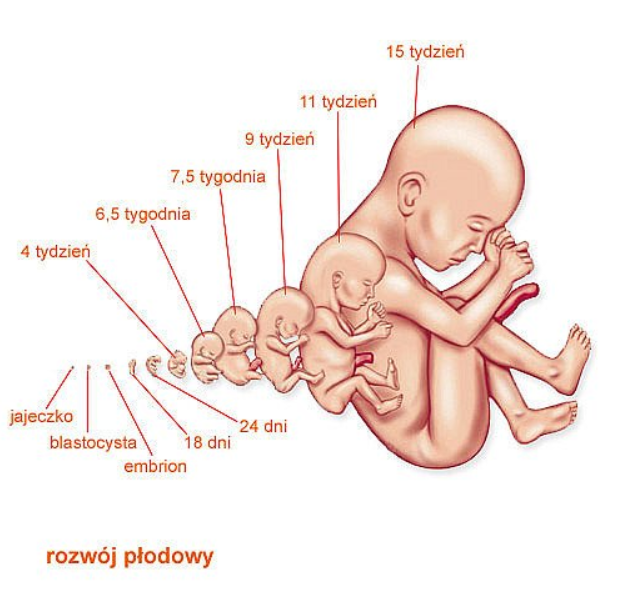 15 tydzień
11 tydzień
9 tydzień
7,5 tygodnia
6,5 tygodnia
4 tydzień
jajeczko
blastocysta
embrion
18 dni
24 dni
rozwój płodowy